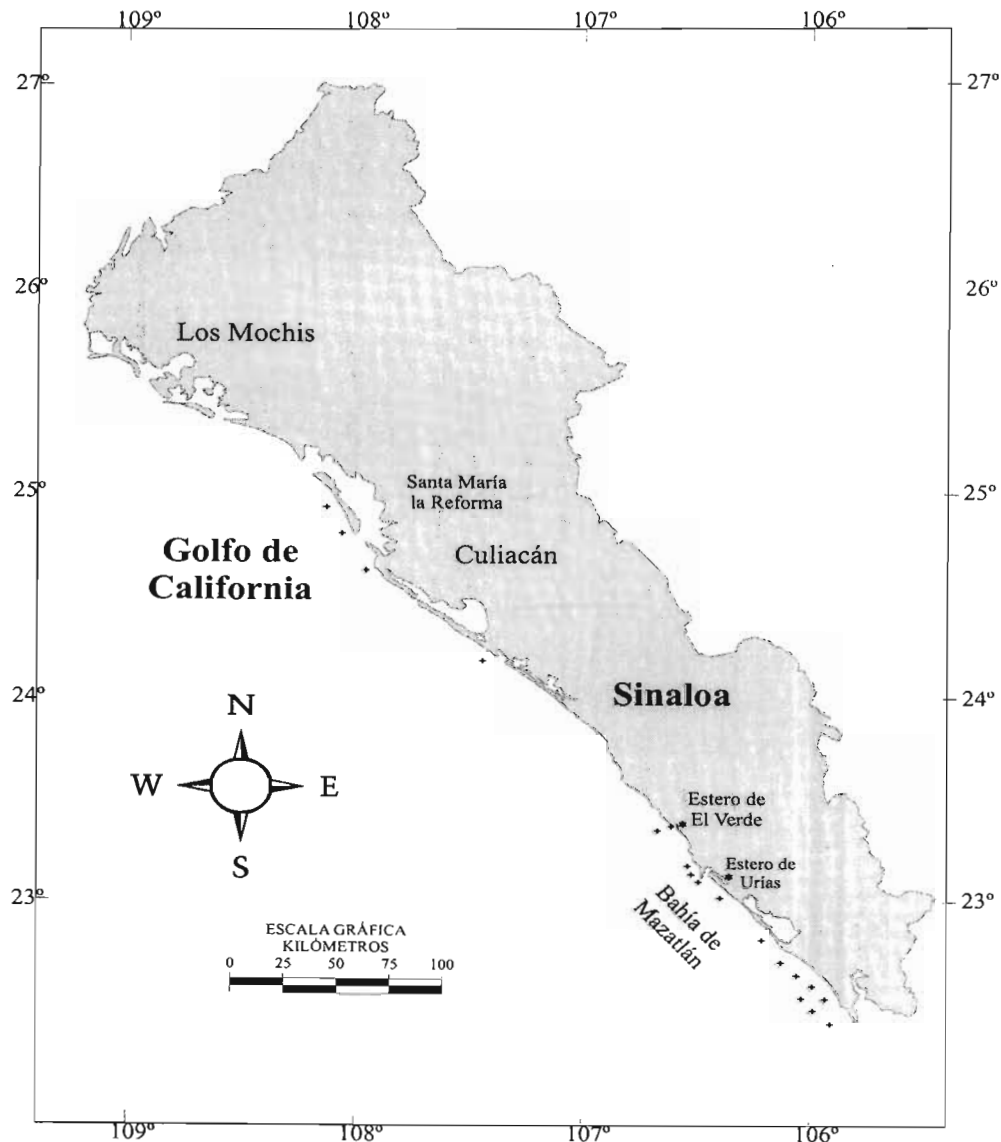 109º 108º 107º 106º
27º 27º
26º 26º
Los Mochis
25º 25º
Santa María
la Reforma
Golfo de
California
Culiacán
24º 24º
Sinaloa
N
W E
S
Estero de
El Verde
Estero de
Urías
23º 23º
Bahía de
Mazatlán
ESCALA GRÁFICA
KILÓMETROS
0 25 50 75 100
109º 108º 107º 106º